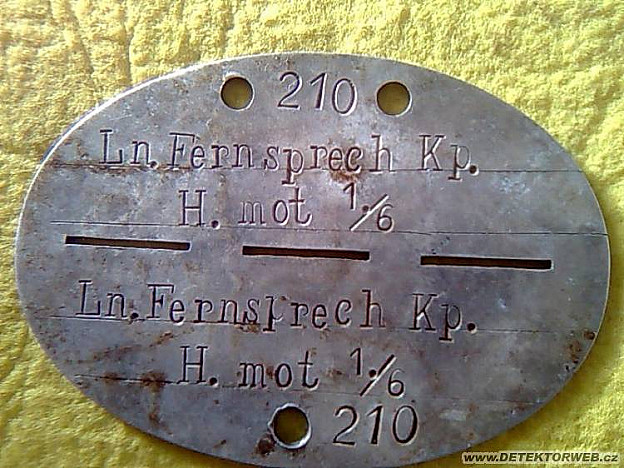 210
Ln. Fernsprech Kp.
H. mot 1./6
Ln. Fernsprech Kp.
H. mot 1./6
210
www.DETEKTORWEB.cz